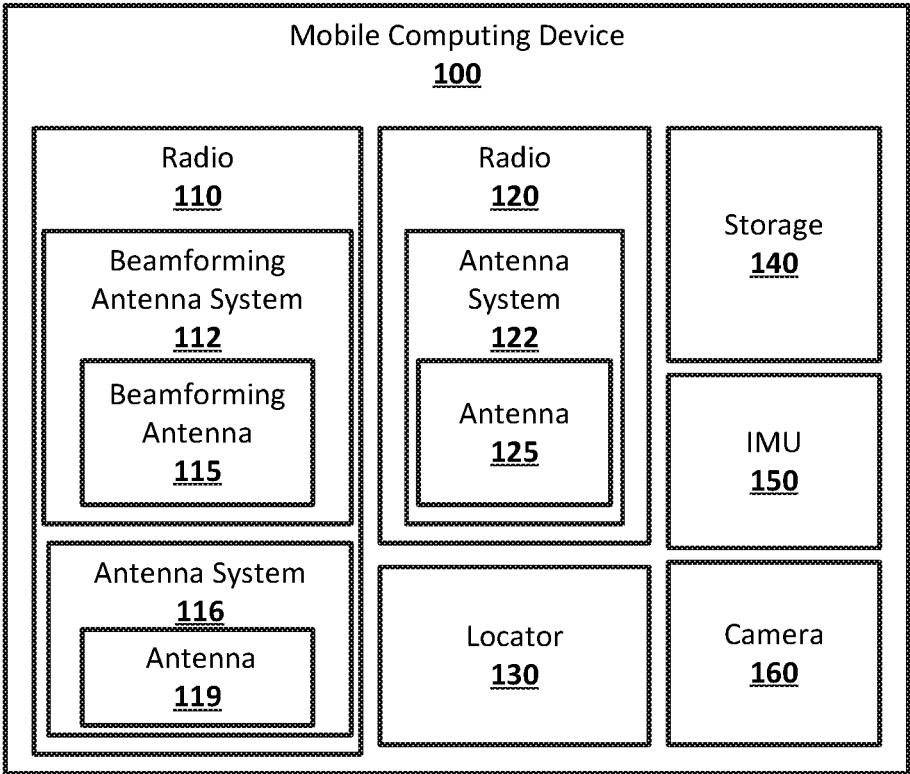 Mobile Computing Device
100
Radio
110
Beamforming
Antenna System
112
Beamforming
Antenna
115
Antenna System
116
Antenna
119
Radio
120
Antenna
System
122
Antenna
125
Locator
130
Storage
140
IMU
150
Camera
160